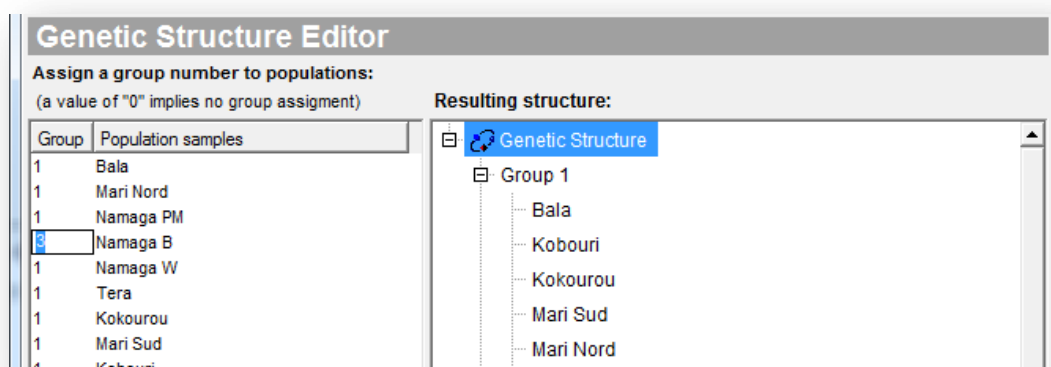 Genetic Structure Editor
Assign a group number to populations:
(a value of "0" implies no group assigment)
Group Population samples
1 Bala
1 Mari Nord
1 Namaga PM
3 Namaga B
1 Namaga W
1 Tera
1 Kokourou
1 Mari Sud
1 Kobouri
Resulting structure:
Genetic Structure
Group 1
Bala
Kobouri
Kokourou
Mari Sud
Mari Nord